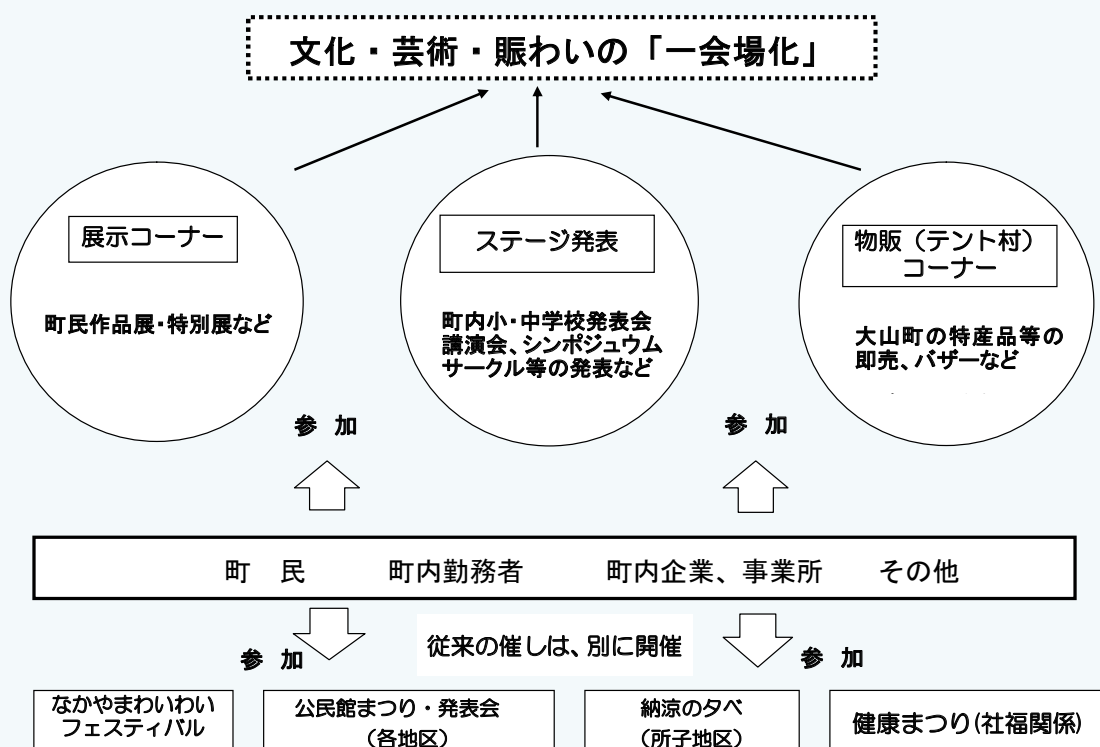 文化・芸術・賑わいの「一会場化」
展示コーナー
町民作品展・特別展など
ステージ発表
町内小・中学校発表会
講演会、シンポジュウム
サークル等の発表など
物販（テント村）
コーナー
大山町の特産品等の
即売、バザーなど
参 加
参 加
町 民 町内勤務者 町内企業、事業所 その他
参 加
従来の催しは、別に開催
参 加
なかやまわいわい
フェスティバル
公民館まつり・発表会
（各地区）
納涼の夕べ
（所子地区）
健康まつり(社福関係)